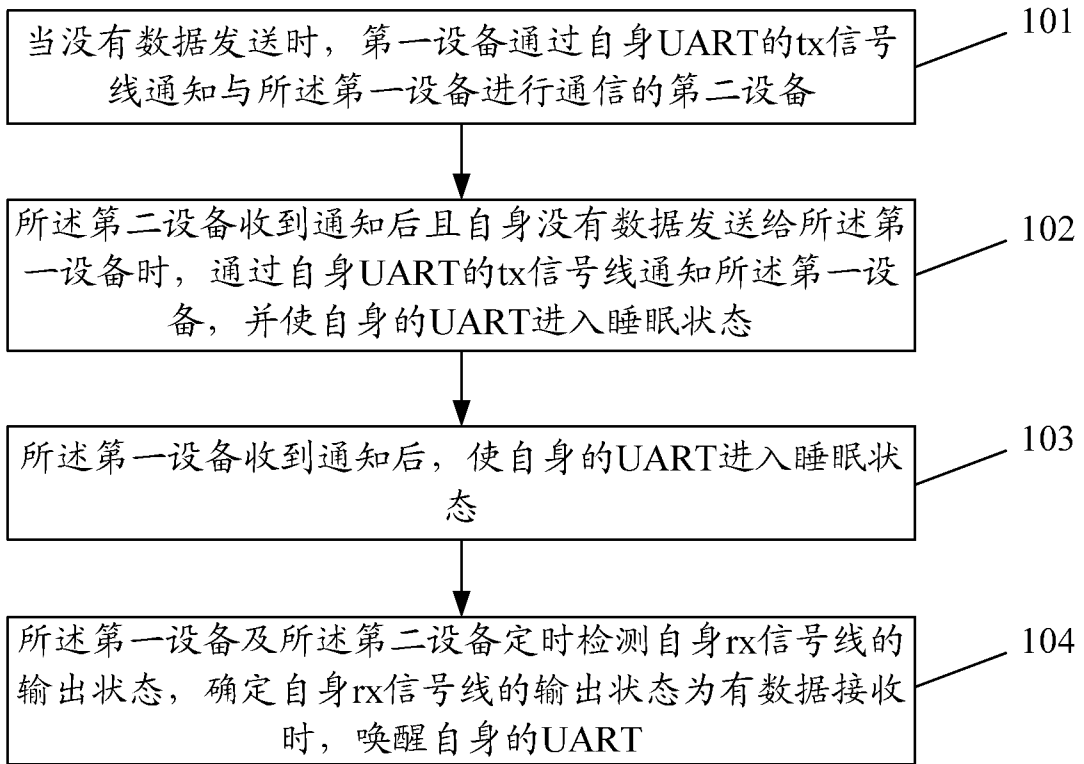 当没有数据发送时，第一设备通过自身UART的tx信号
线通知与所述第一设备进行通信的第二设备
101
所述第二设备收到通知后且自身没有数据发送给所述第
一设备时，通过自身UART的tx信号线通知所述第一设
备，并使自身的UART进入睡眠状态
102
所述第一设备收到通知后，使自身的UART进入睡眠状
态
103
所述第一设备及所述第二设备定时检测自身rx信号线的
输出状态，确定自身rx信号线的输出状态为有数据接收
时，唤醒自身的UART
104